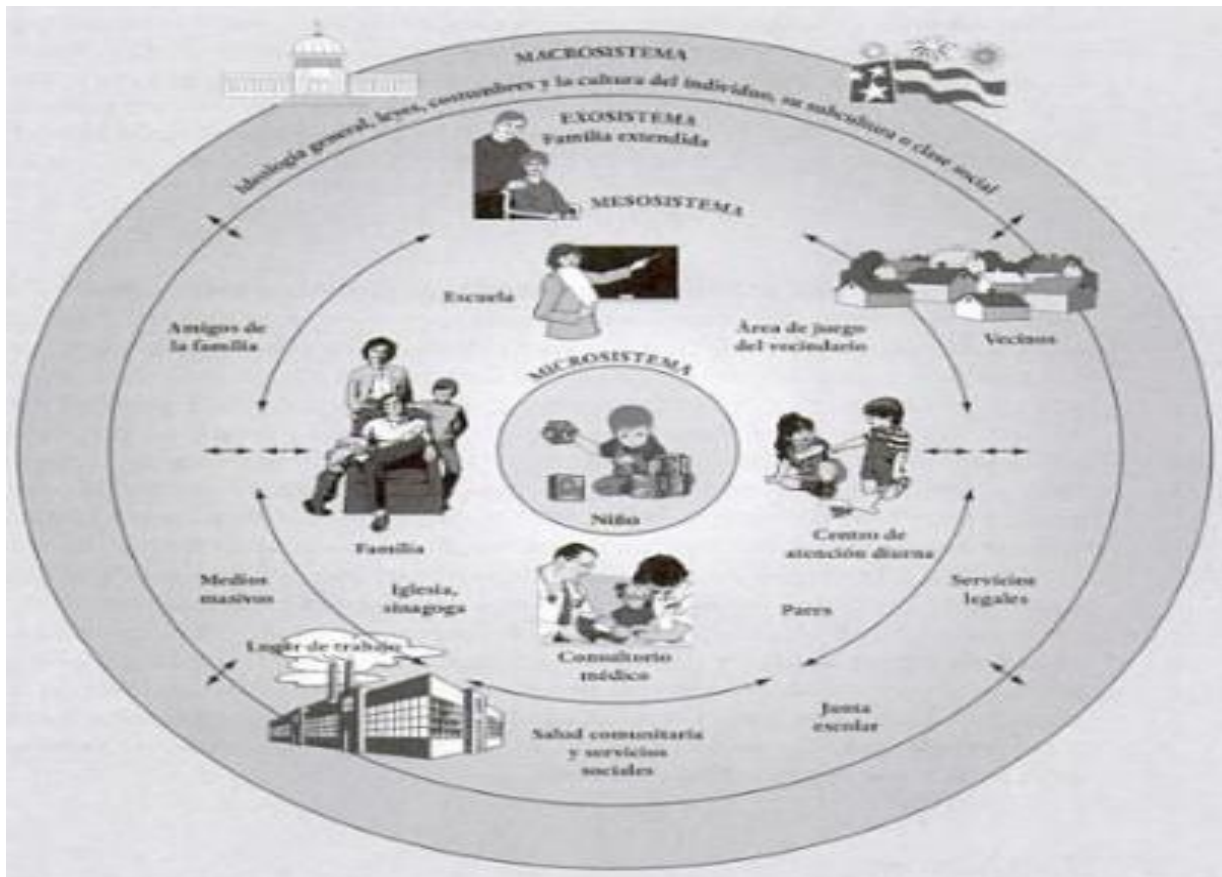 MACROSISTEMA
Ideología general, leyes, costumbres y la cultura del individuo, su subcultura o clase social
EXOSISTEMA
Familia extendida
MESOSISTEMA
Escuela
Amigos de
la familia
Área de juego
del vecindario
Vecinos
MICROSISTEMA
Niño
Familia
Centro de
atención diurna
Medios
masivos
Iglesia,
sinagoga
Pares
Servicios
legales
Lugar de trabajo
Consultorio
médico
Junta
escolar
Salud comunitaria
y servicios
sociales